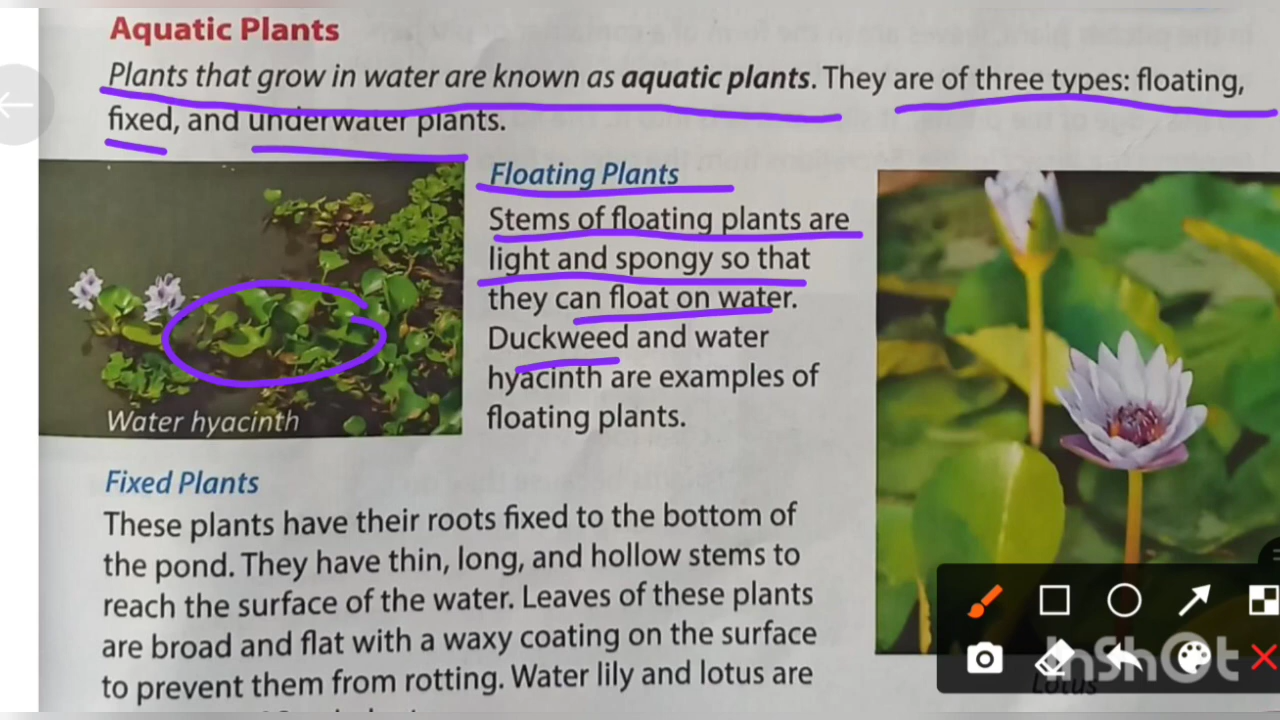 Aquatic Plants
Plants that grow in water are known as aquatic plants. They are of three types: floating,
fixed, and underwater plants.
Floating Plants
Stems of floating plants are
light and spongy so that
they can float on water.
Duckweed and water
hyacinth are examples of
floating plants.
Water hyacinth
Fixed Plants
These plants have their roots fixed to the bottom of
the pond. They have thin, long, and hollow stems to
reach the surface of the water. Leaves of these plants
are broad and flat with a waxy coating on the surface
to prevent them from rotting. Water lily and lotus are
InShOt
Lotus